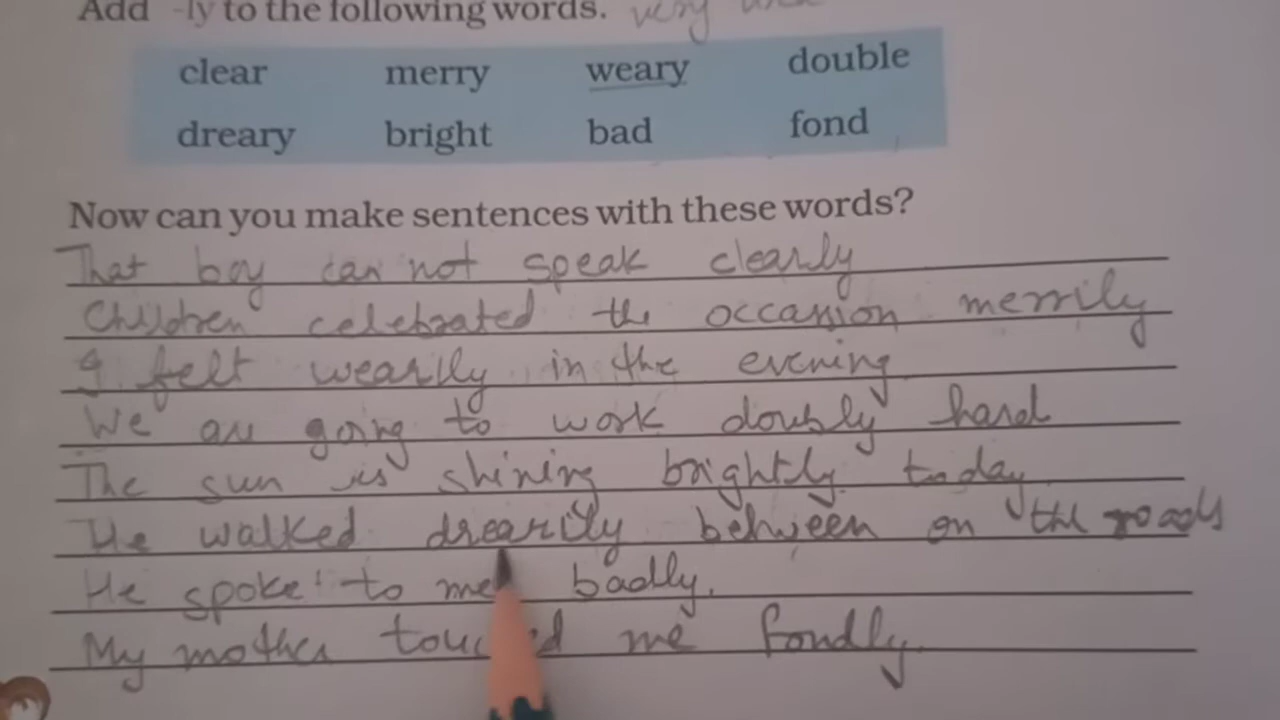 Add -ly to the following words. very
clear merry weary double
dreary bright bad fond
Now can you make sentences with these words?
That boy can not speak clearly
Children celebrated the occassion merrily
I felt wearily in the evening
We are going to work doubly hard
The sun is shining brightly today
He walked drearily between on the roads
He spoke to me badly.
My mother me fondly.